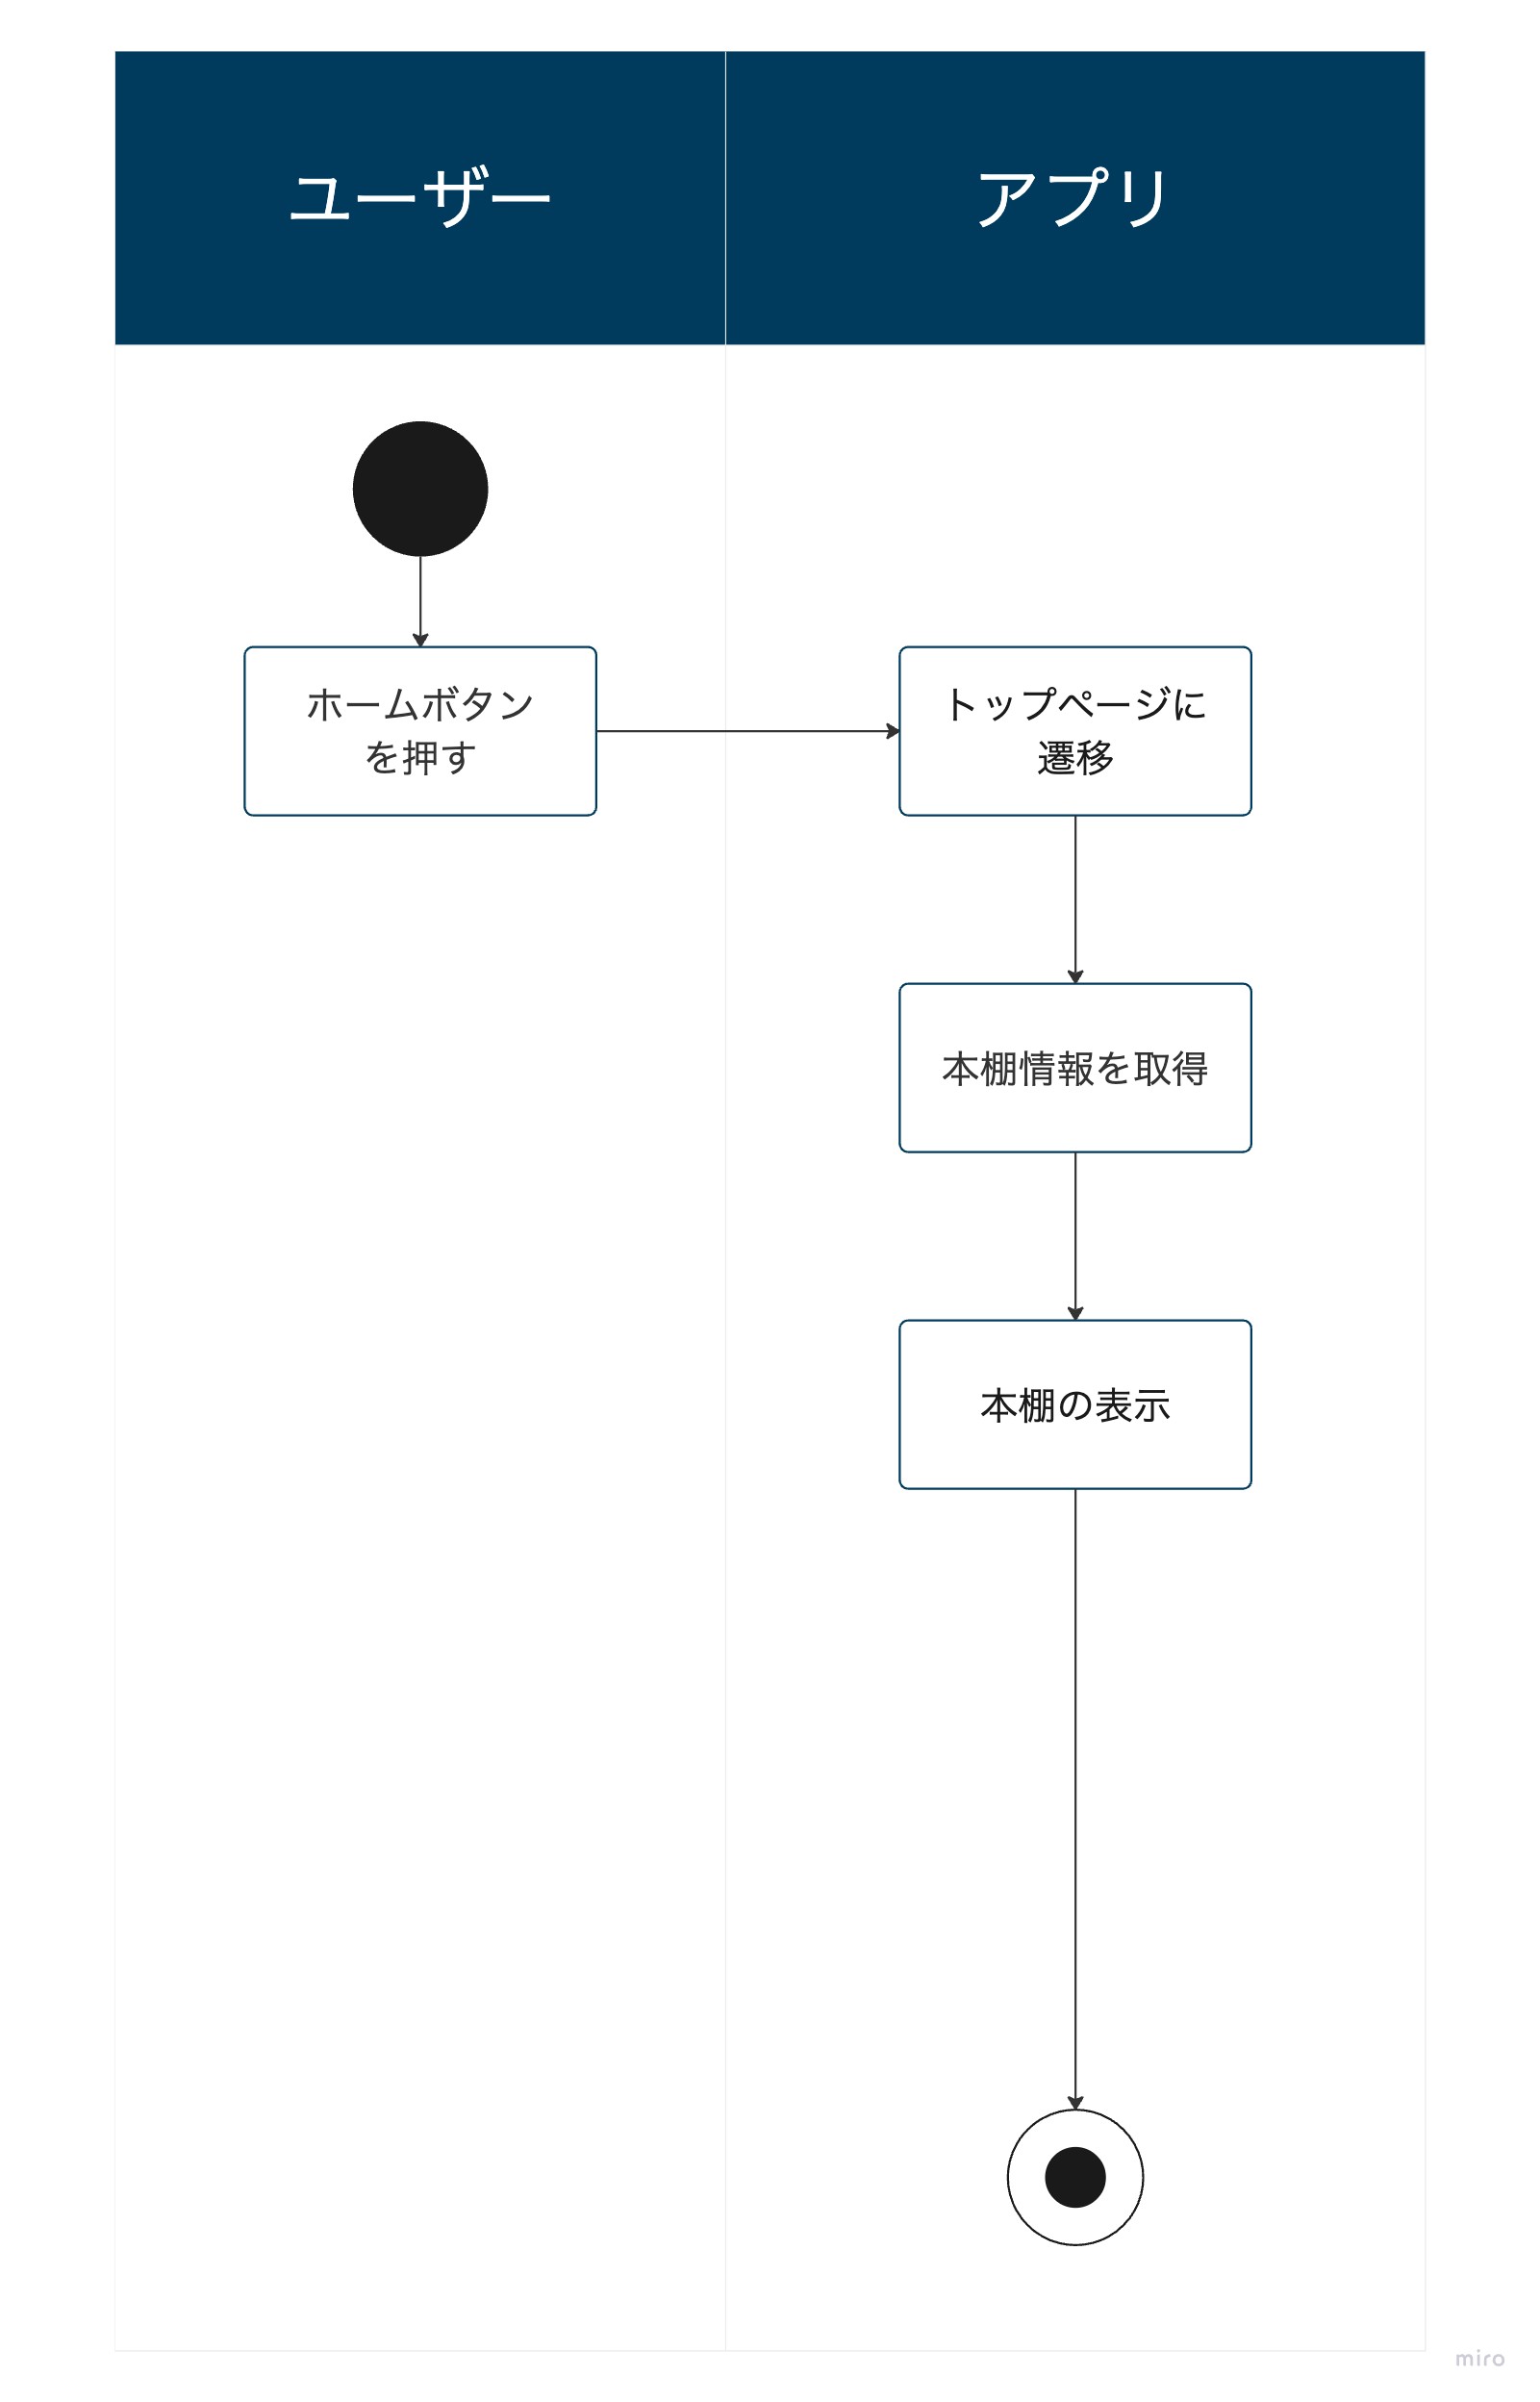 ユーザー
アプリ
ホームボタン
を押す
トップページに
遷移
本棚情報を取得
本棚の表示
miro